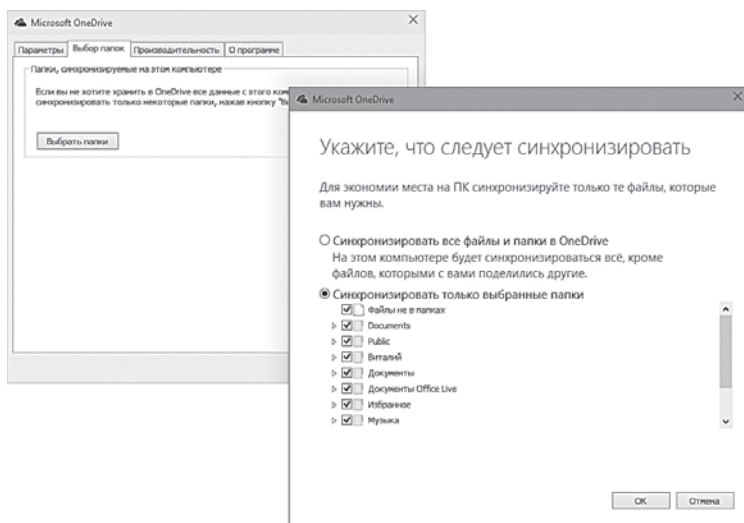 Microsoft OneDrive
Параметры Выбор папок Производительность О программе
Папки, синхронизируемые на этом компьютере
Если вы не хотите хранить в OneDrive все данные с этого
синхронизировать только некоторые папки, нажав кнопку
Выбрать папки
Microsoft OneDrive
Укажите, что следует синхронизировать
Для экономии места на ПК синхронизируйте только те файлы, которые
вам нужны.
Синхронизировать все файлы и папки в OneDrive
На этом компьютере будет синхронизироваться всё, кроме
файлов, которыми с вами поделились другие.
Синхронизировать только выбранные папки
Файлы не в папках
Documents
Public
Виталий
Документы
Документы Office Live
Избранное
Музыка
OK Отмена